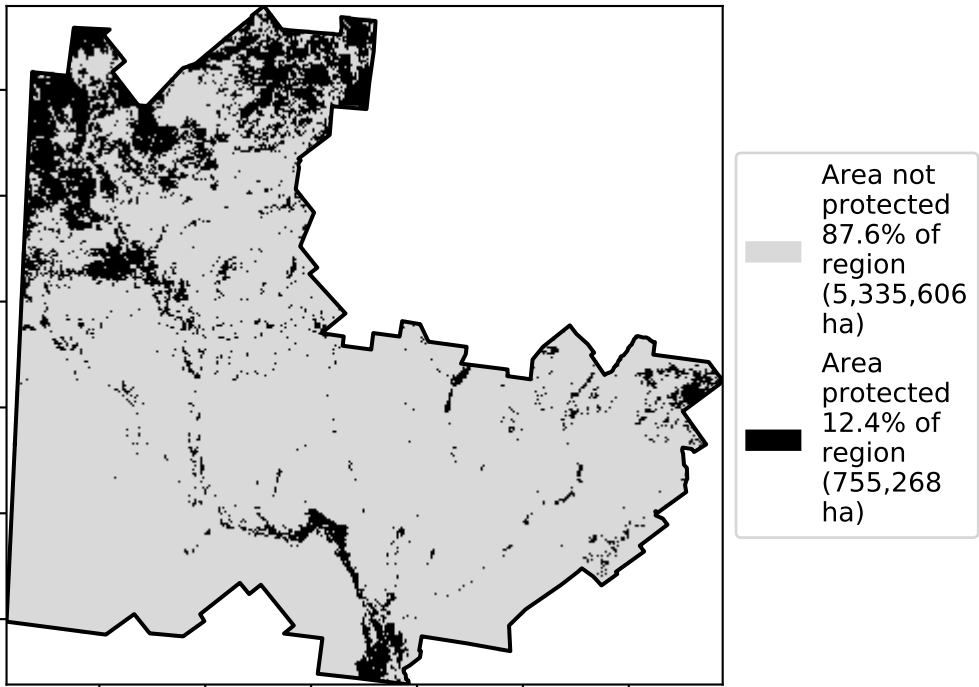 Area not
protected
87.6% of
region
(5,335,606
ha)
Area
protected
12.4% of
region
(755,268
ha)